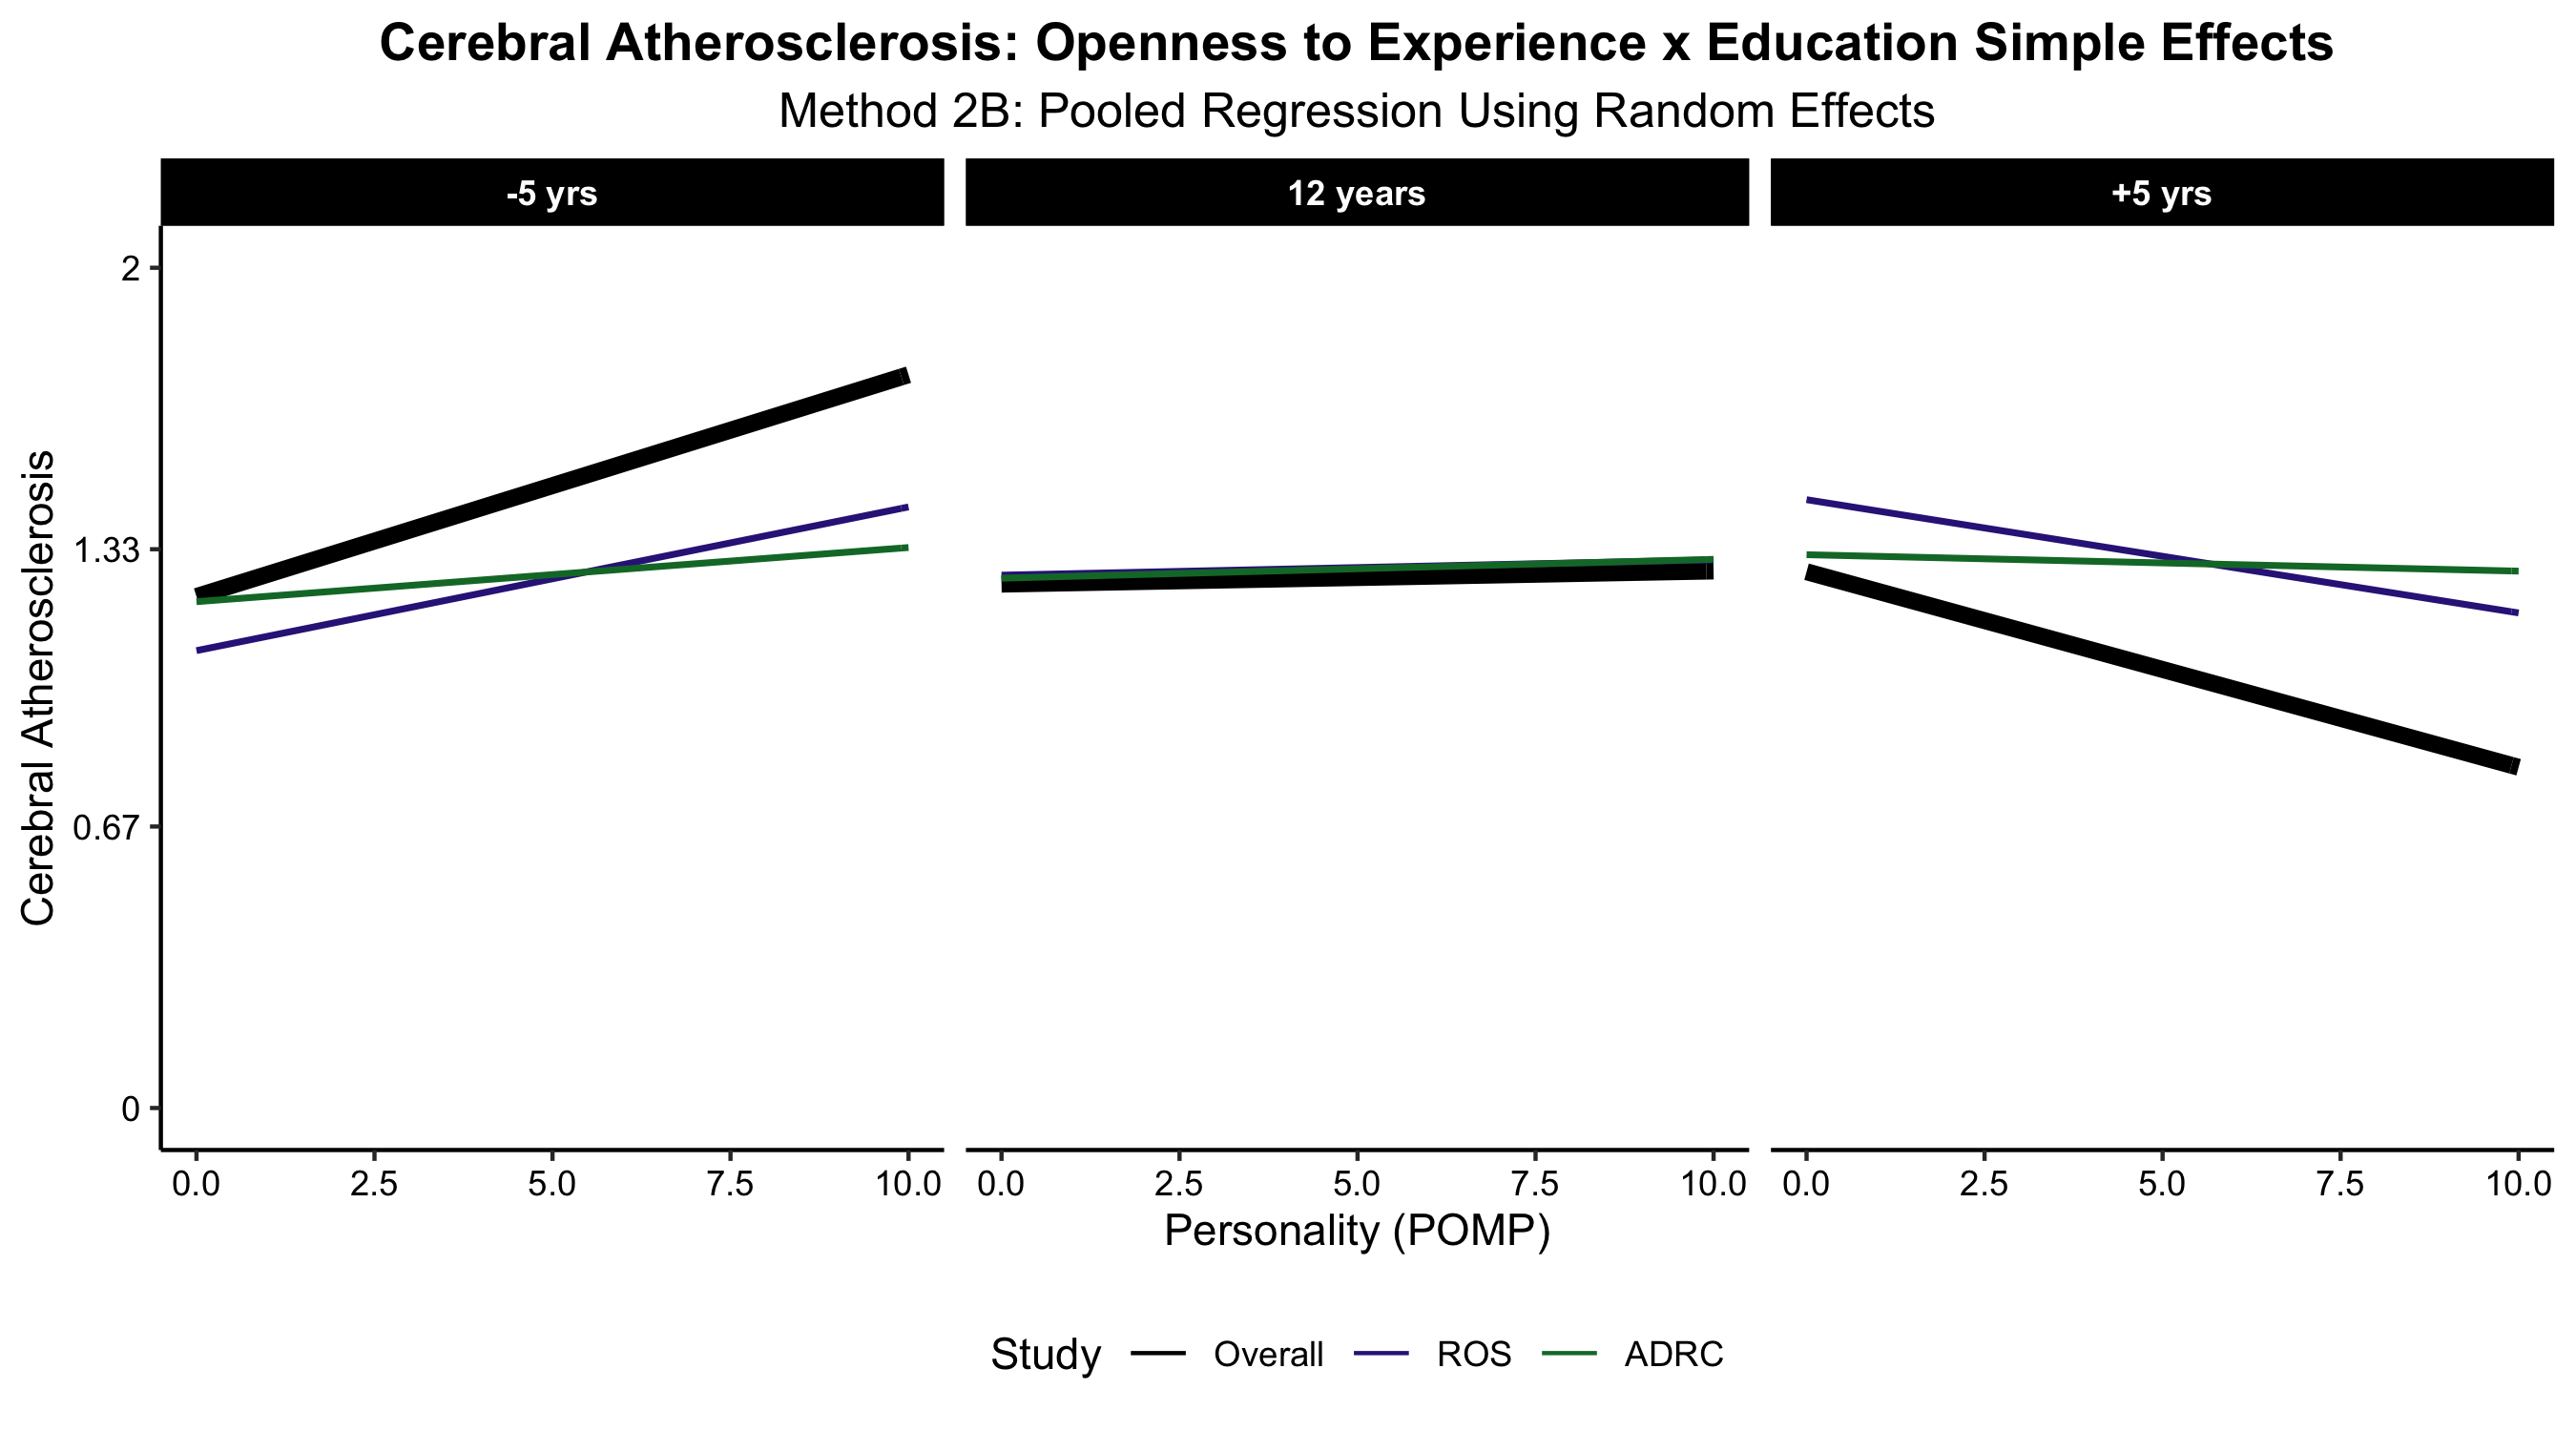 Cerebral Atherosclerosis: Openness to Experience x Education Simple Effects
Method 2B: Pooled Regression Using Random Effects
-5 yrs 12 years +5 yrs
Cerebral Atherosclerosis
2
1.33
0.67
0
0.0 2.5 5.0 7.5 10.0 0.0 2.5 5.0 7.5 10.0 0.0 2.5 5.0 7.5 10.0
Personality (POMP)
Study Overall ROS ADRC